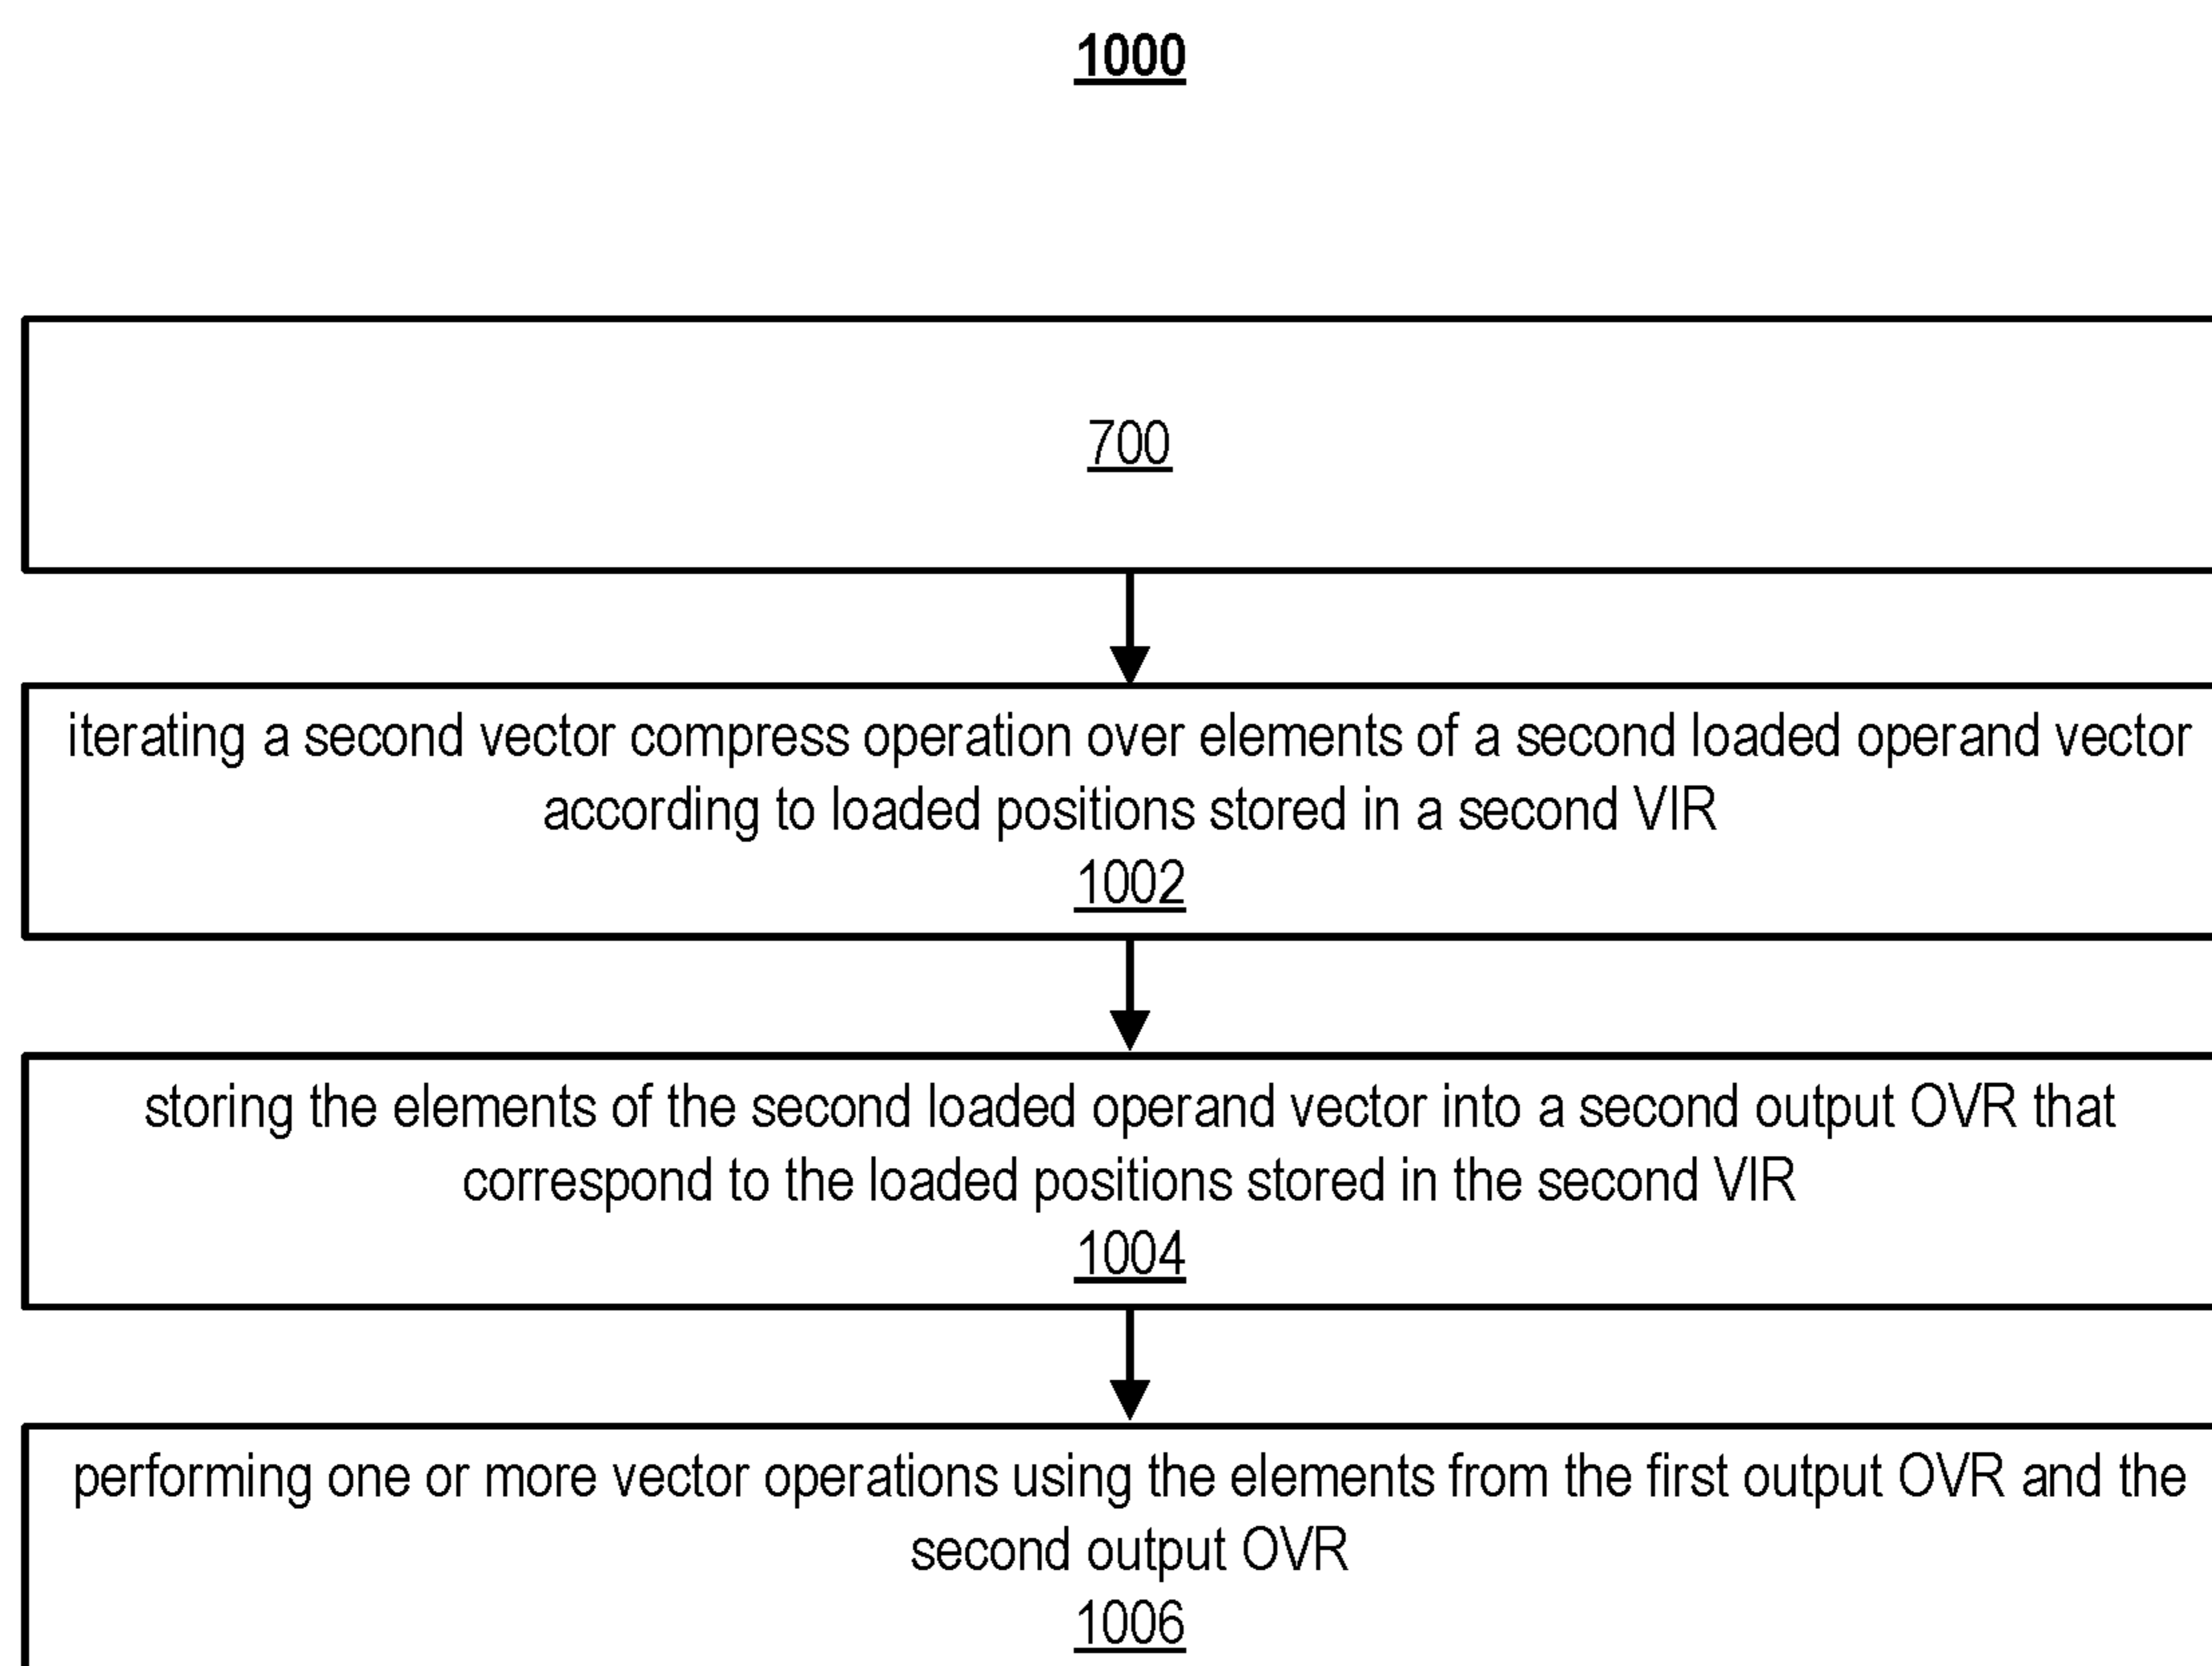 1000
700
iterating a second vector compress operation over elements of a second loaded operand vector
according to loaded positions stored in a second VIR
1002
storing the elements of the second loaded operand vector into a second output OVR that
correspond to the loaded positions stored in the second VIR
1004
performing one or more vector operations using the elements from the first output OVR and the
second output OVR
1006